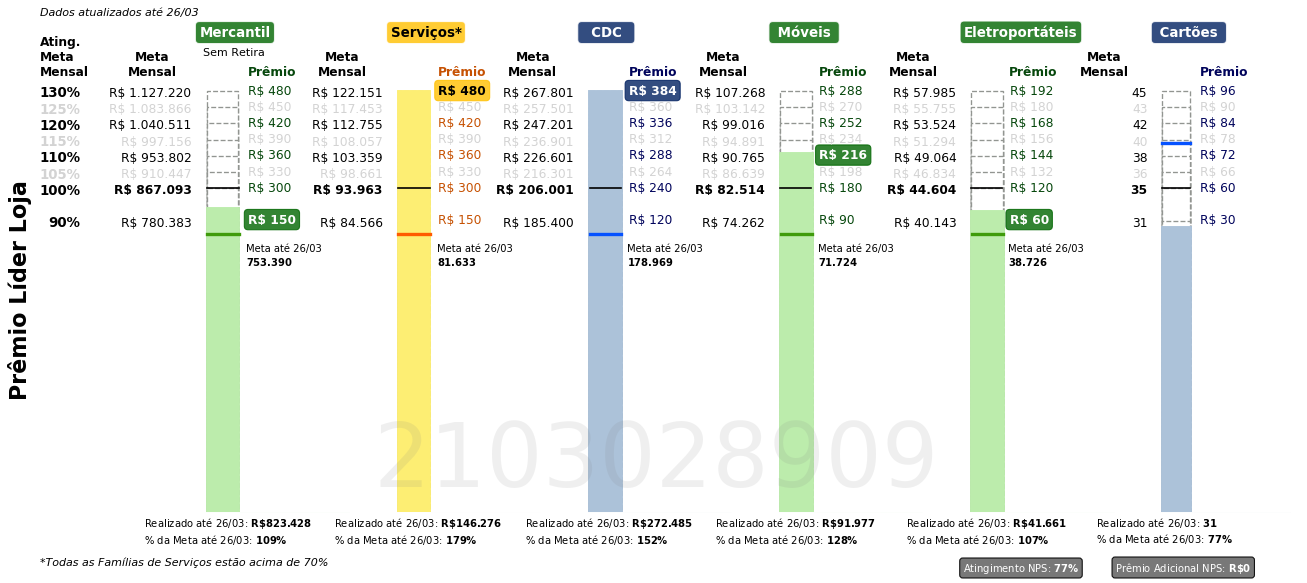 Dados atualizados até 26/03
Mercantil Serviços* CDC Móveis Eletroportáteis Cartões
Sem Retira
Ating. Meta Mensal Meta Mensal Prêmio Meta Mensal Prêmio Meta Mensal Prêmio Meta Mensal Prêmio Meta Mensal Prêmio Meta Mensal Prêmio
130% R$ 1.127.220 R$ 480 R$ 122.151 R$ 480 R$ 267.801 R$ 384 R$ 107.268 R$ 288 R$ 57.985 R$ 192 45 R$ 96
125% R$ 1.083.866 R$ 450 R$ 117.453 R$ 450 R$ 257.501 R$ 360 R$ 103.142 R$ 270 R$ 55.755 R$ 180 43 R$ 90
120% R$ 1.040.511 R$ 420 R$ 112.755 R$ 420 R$ 247.201 R$ 336 R$ 99.016 R$ 252 R$ 53.524 R$ 168 42 R$ 84
115% R$ 997.156 R$ 390 R$ 108.057 R$ 390 R$ 236.901 R$ 312 R$ 94.891 R$ 234 R$ 51.294 R$ 156 40 R$ 78
110% R$ 953.802 R$ 360 R$ 103.359 R$ 360 R$ 226.601 R$ 288 R$ 90.765 R$ 216 R$ 49.064 R$ 144 38 R$ 72
105% R$ 910.447 R$ 330 R$ 98.661 R$ 330 R$ 216.301 R$ 264 R$ 86.639 R$ 198 R$ 46.834 R$ 132 36 R$ 66
100% R$ 867.093 R$ 300 R$ 93.963 R$ 300 R$ 206.001 R$ 240 R$ 82.514 R$ 180 R$ 44.604 R$ 120 35 R$ 60
90% R$ 780.383 R$ 150 R$ 84.566 R$ 150 R$ 185.400 R$ 120 R$ 74.262 R$ 90 R$ 40.143 R$ 60 31 R$ 30
Meta até 26/03 Meta até 26/03 Meta até 26/03 Meta até 26/03 Meta até 26/03
753.390 81.633 178.969 71.724 38.726
Prêmio Líder Loja
2103028909
Realizado até 26/03: R$823.428 Realizado até 26/03: R$146.276 Realizado até 26/03: R$272.485 Realizado até 26/03: R$91.977 Realizado até 26/03: R$41.661 Realizado até 26/03: 31
% da Meta até 26/03: 109% % da Meta até 26/03: 179% % da Meta até 26/03: 152% % da Meta até 26/03: 128% % da Meta até 26/03: 107% % da Meta até 26/03: 77%
*Todas as Famílias de Serviços estão acima de 70%
Atingimento NPS: 77% Prêmio Adicional NPS: R$0